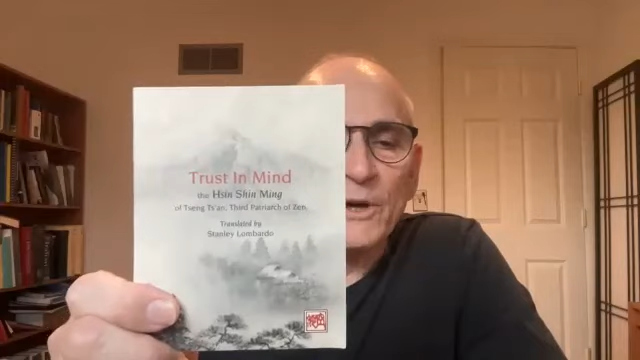 Trust In Mind
the Hsin Shin Ming
of Tseng Ts'an, Third Patriarch of Zen
Translated by
Stanley Lombardo